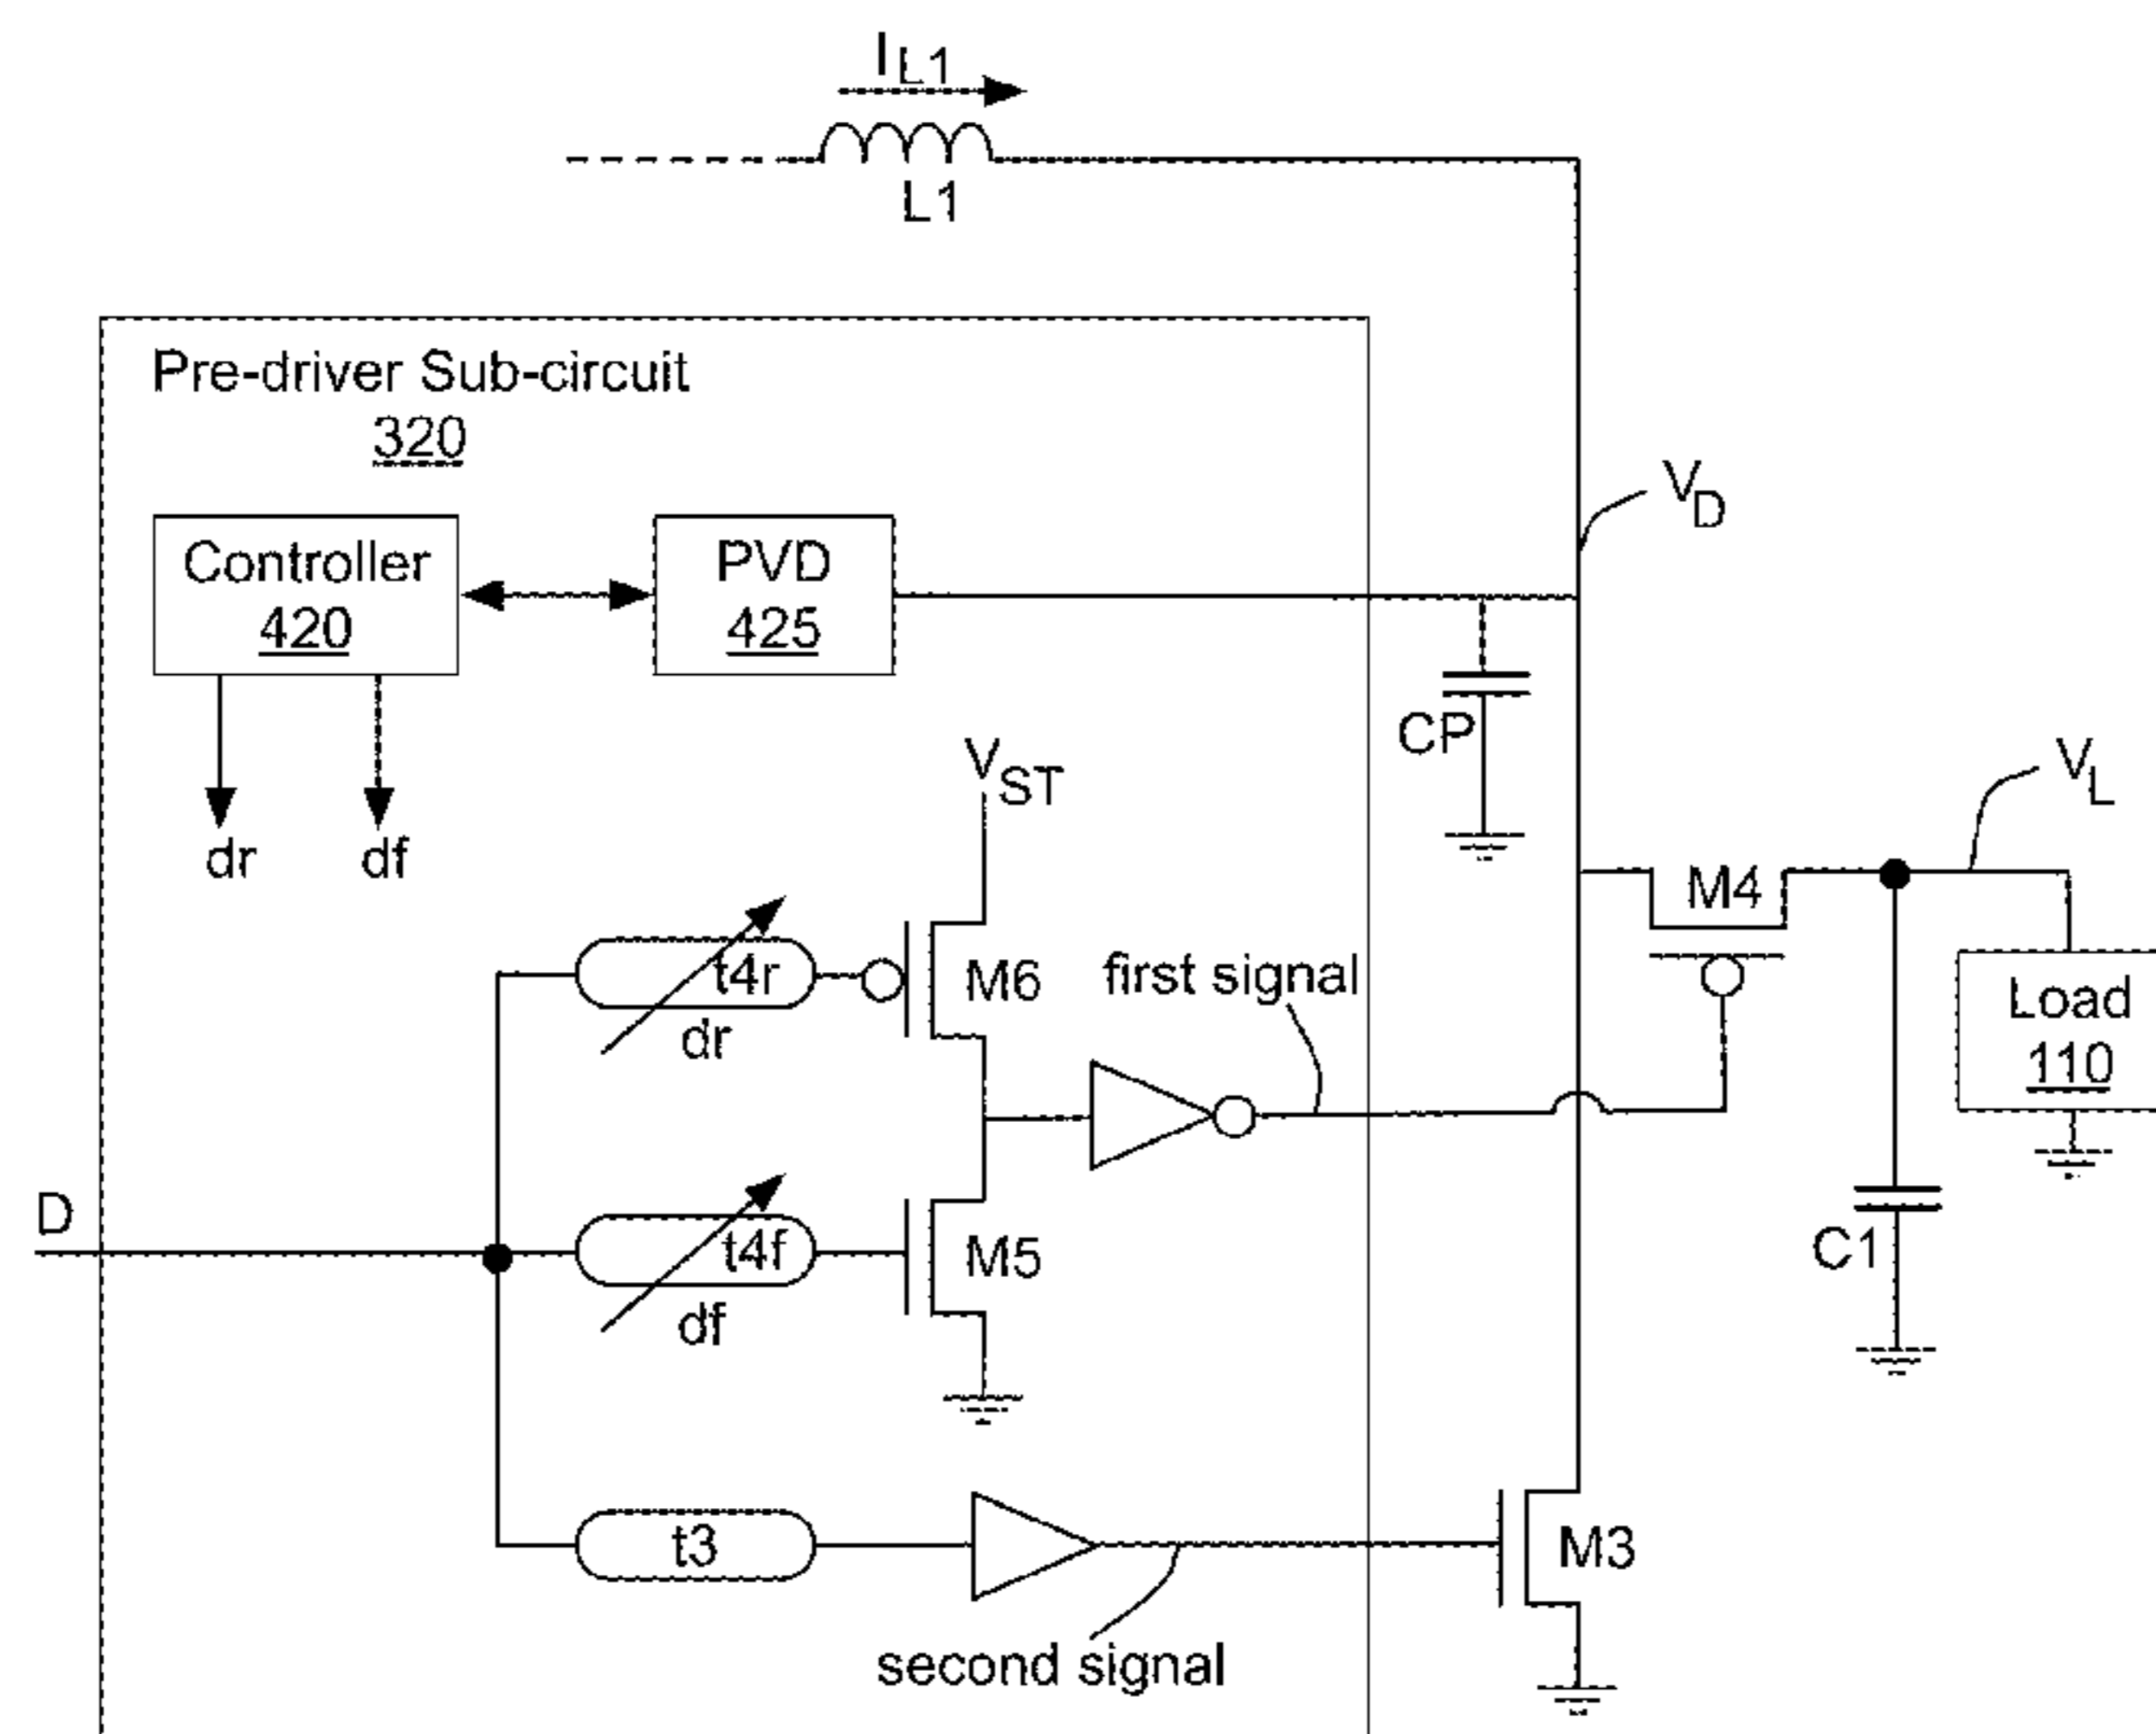 I L1
L1
Pre-driver Sub-circuit
320
VD
Controller
420
PVD
425
CP
VST
VL
dr
df
M4
t4r
M6
first signal
Load
110
dr
D
t4f
M5
C1
df
t3
M3
second signal